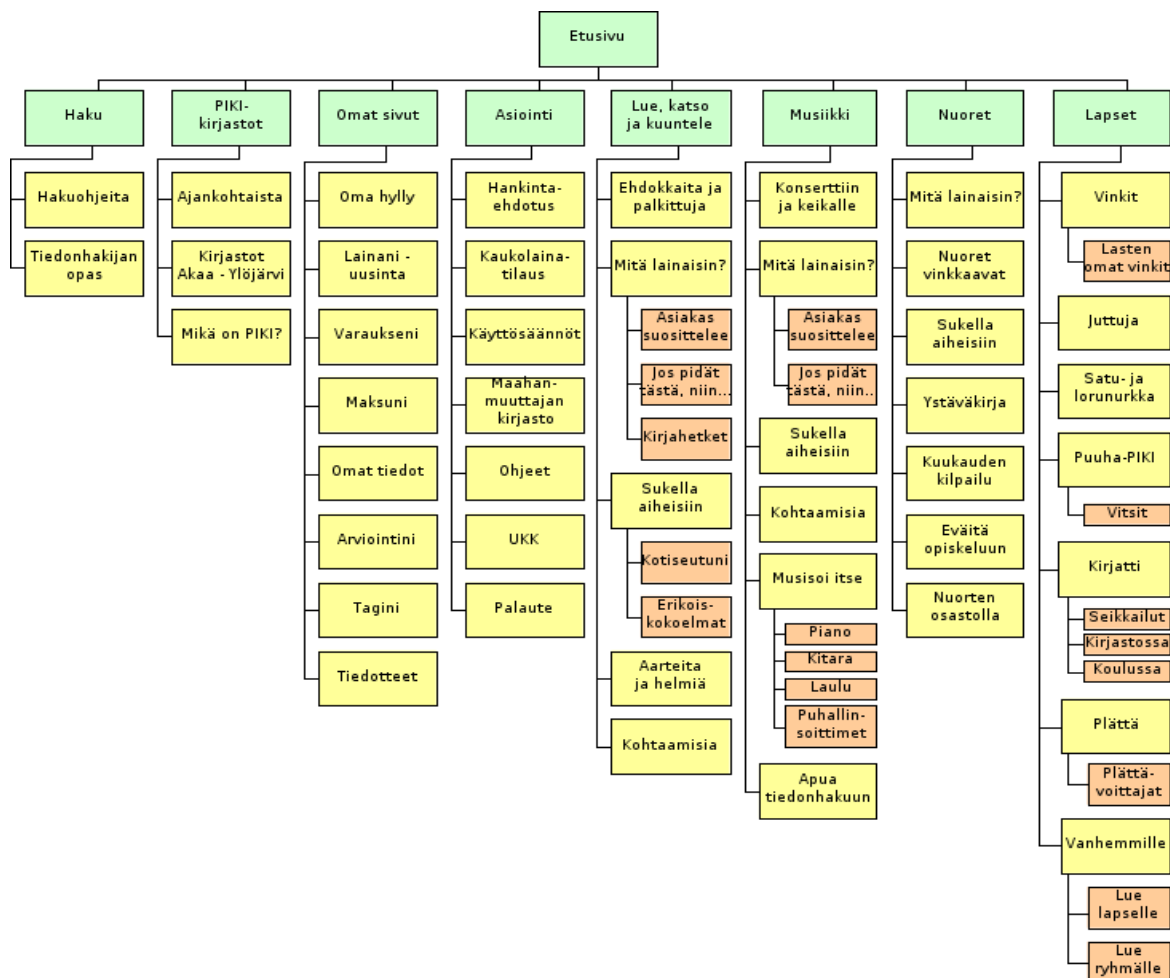 Etusivu
Haku
Hakuohjeita
Tiedonhakijan
opas
PIKI-
kirjastot
Ajankohtaista
Kirjastot
Akaa - Ylöjärvi
Mikä on PIKI?
Omat sivut
Oma hylly
Lainani -
uusinta
Varaukseni
Maksuni
Omat tiedot
Arviointini
Tagini
Tiedotteet
Asiointi
Hankinta-
ehdotus
Kaukolaina-
tilaus
Käyttösäännöt
Maahan-
muuttajan
kirjasto
Ohjeet
UKK
Palaute
Lue, katso
ja kuuntele
Ehdokkaita ja
palkittuja
Mitä lainaisin?
Asiakas
suosittelee
Jos pidät
tästä, niin...
Kirjahetket
Sukella
aiheisiin
Kotiseutuni
Erikois-
kokoelmat
Aarteita
ja helmiä
Kohtaamisia
Musiikki
Konserttiin
ja keikalle
Mitä lainaisin?
Asiakas
suosittelee
Jos pidät
tästä, niin...
Sukella
aiheisiin
Kohtaamisia
Musisoi itse
Piano
Kitara
Laulu
Puhallin-
soittimet
Apua
tiedonhakuun
Nuoret
Mitä lainaisin?
Nuoret
vinkkaavat
Sukella
aiheisiin
Ystäväkirja
Kuukauden
kilpailu
Eväitä
opiskeluun
Nuorten
osastolla
Lapset
Vinkit
Lasten
omat vinkit
Juttuja
Satu- ja
lorunurkka
Puuha-PIKI
Vitsit
Kirjatti
Seikkailut
Kirjastossa
Koulussa
Plättä
Plättä-
voittajat
Vanhemmille
Lue
lapselle
Lue
ryhmälle